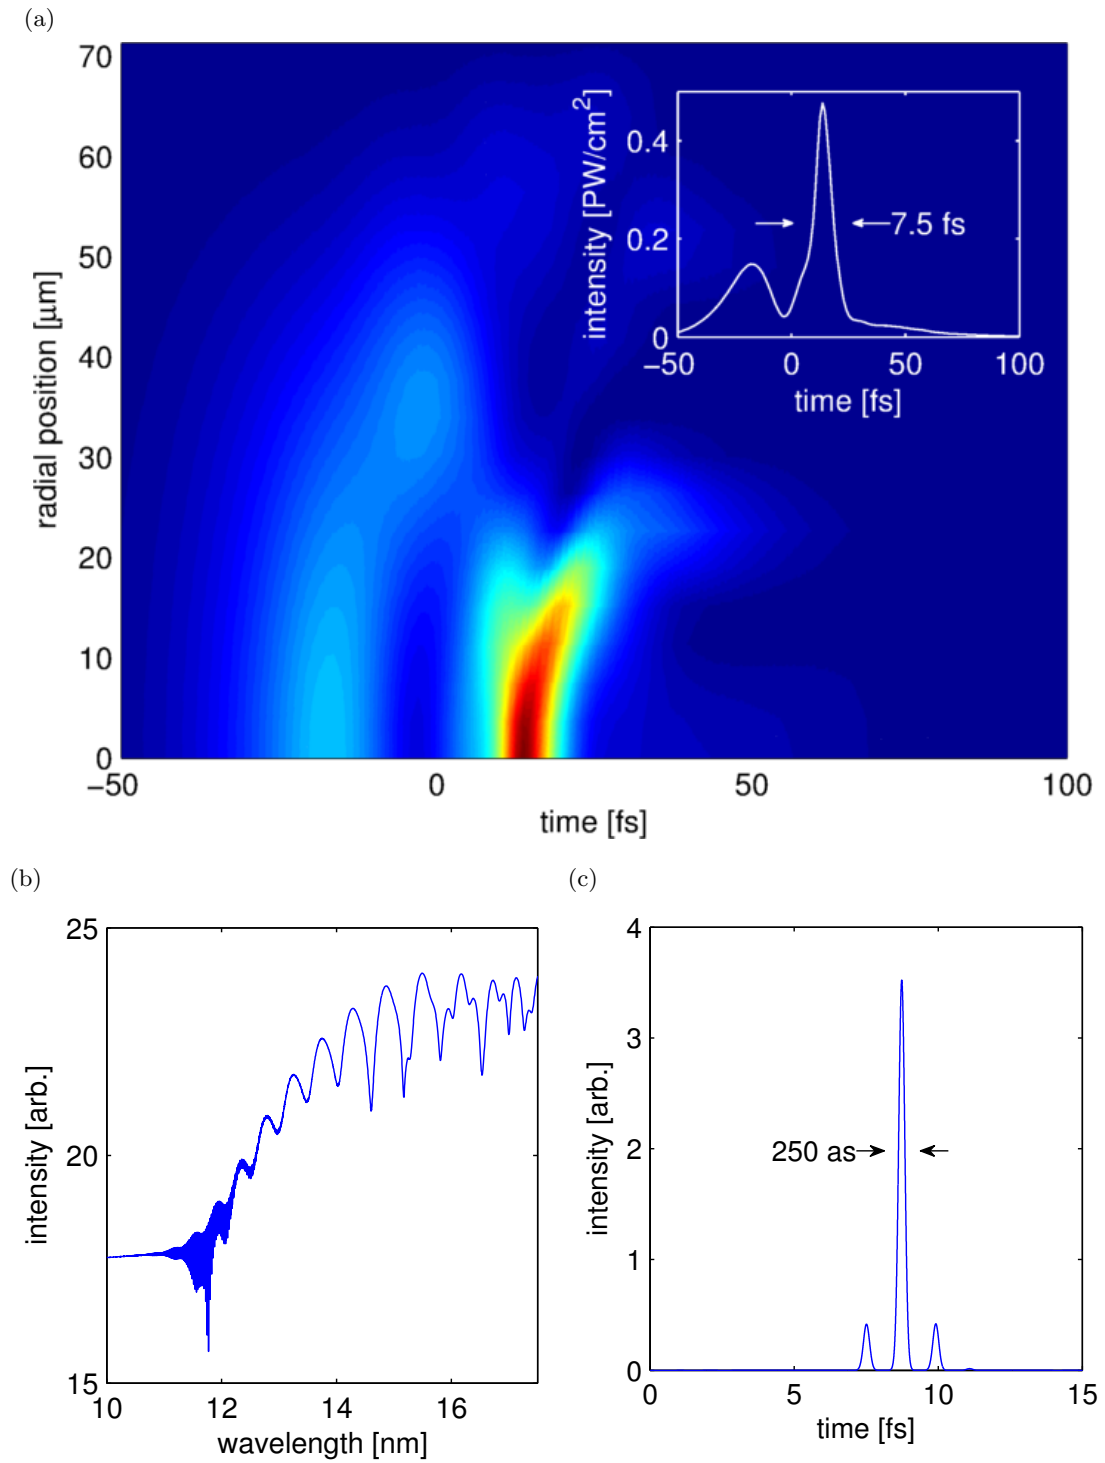 (a)
70
60
50
40
30
20
10
0
radial position [μm]
−50
0
50
100
time [fs]
0.4
0.2
0
intensity [PW/cm²]
7.5 fs
−50
0
50
100
time [fs]
(b)
25
20
15
intensity [arb.]
10
12
14
16
wavelength [nm]
(c)
4
3
2
1
0
intensity [arb.]
250 as
0
5
10
15
time [fs]